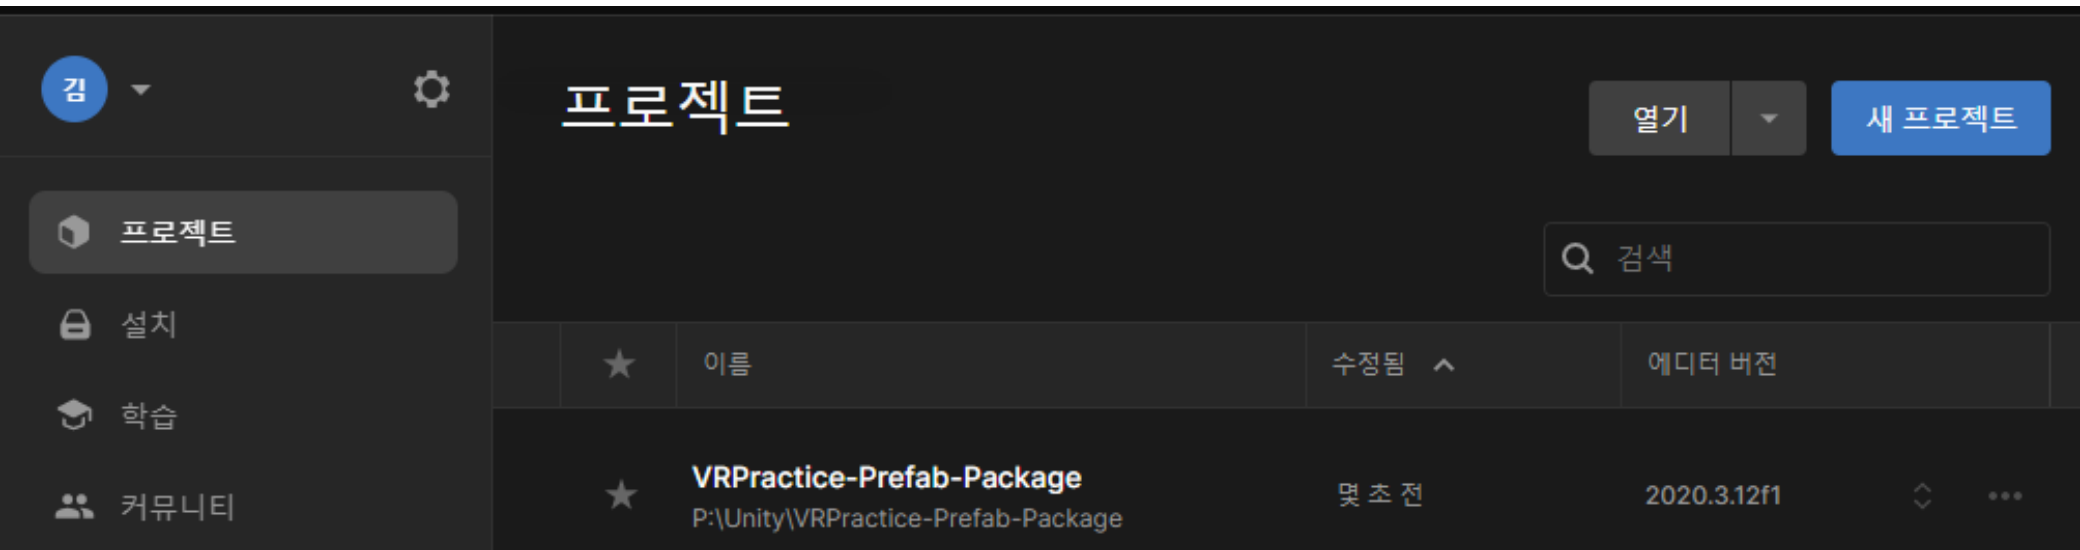 김
프로젝트
설치
학습
커뮤니티
프로젝트
열기
새 프로젝트
검색
이름
수정됨
에디터 버전
VRPractice-Prefab-Package
P:\Unity\VRPractice-Prefab-Package
몇 초 전
2020.3.12f1